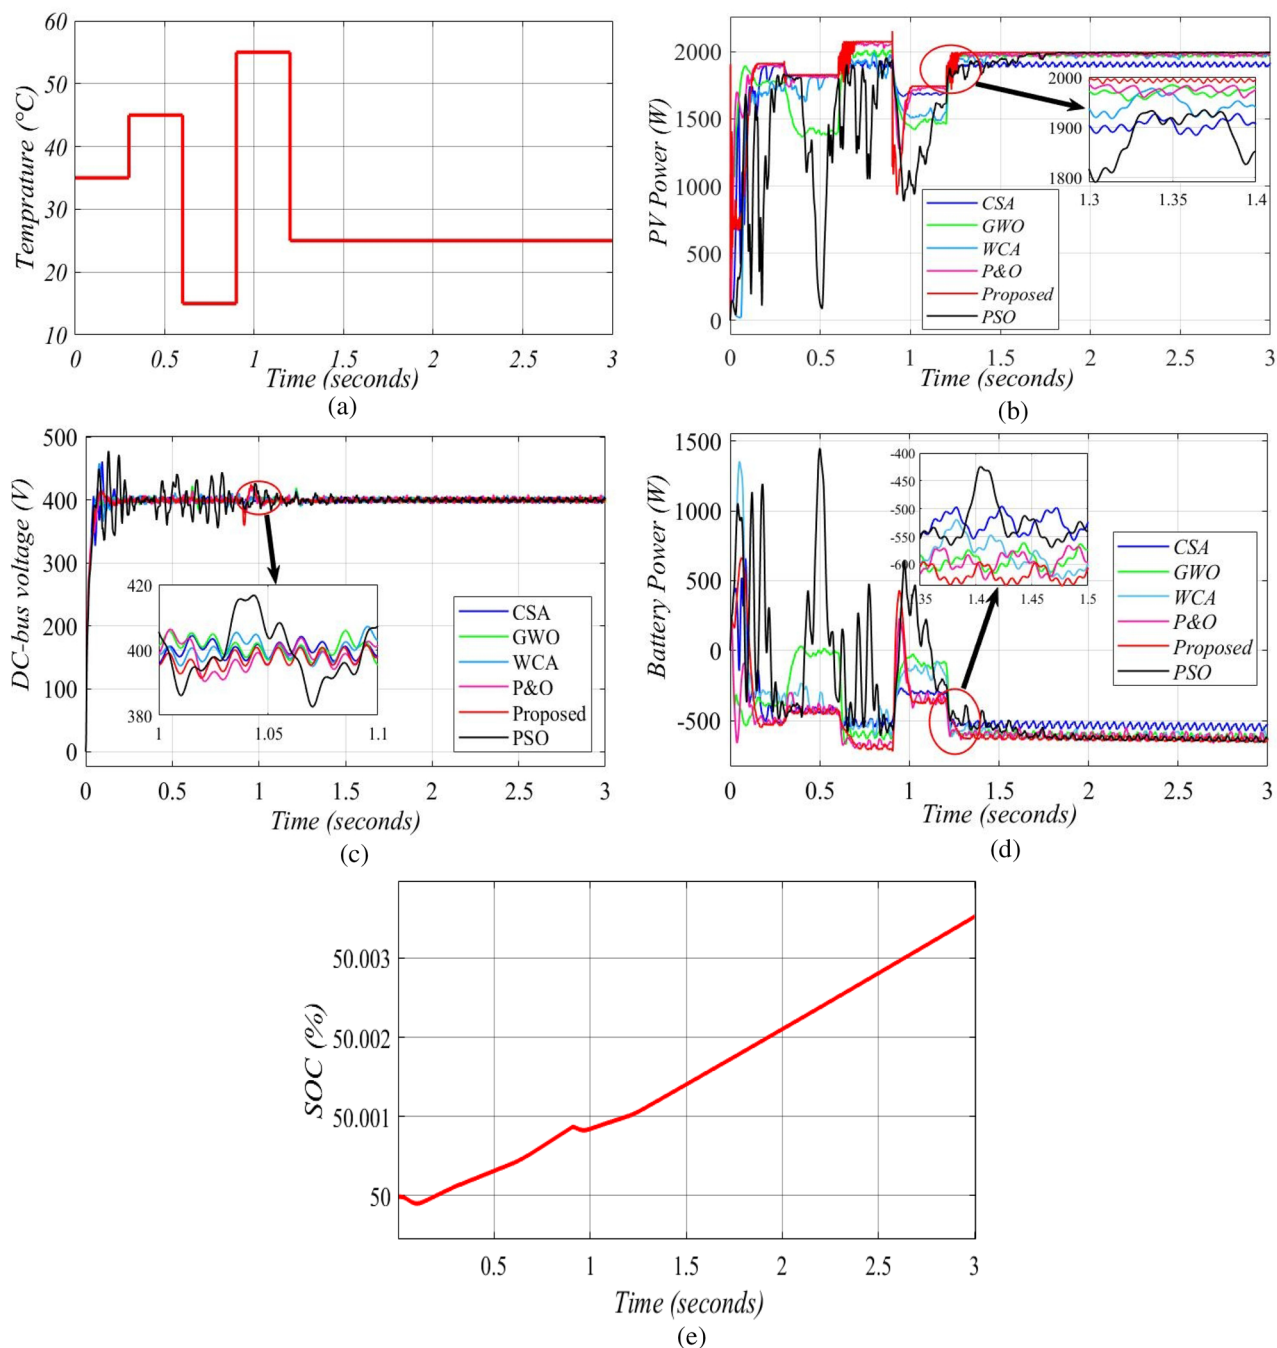 60
50
40
30
20
10
Temprature (°C)
0
0.5
1
1.5
2
2.5
3
Time (seconds)
(a)
2000
1500
1000
500
0
PV Power (W)
CSA
GWO
WCA
P&O
Proposed
PSO
2000
1900
1800
1.3
1.35
1.4
0
0.5
1
1.5
2
2.5
3
Time (seconds)
(b)
500
400
300
200
100
0
DC-bus voltage (V)
420
400
380
1
1.05
1.1
CSA
GWO
WCA
P&O
Proposed
PSO
0
0.5
1
1.5
2
2.5
3
Time (seconds)
(c)
1500
1000
500
0
-500
Battery Power (W)
-400
-450
-500
-550
-600
1.35
1.4
1.45
1.5
CSA
GWO
WCA
P&O
Proposed
PSO
0
0.5
1
1.5
2
2.5
3
Time (seconds)
(d)
50.003
50.002
50.001
50
SOC (%)
0.5
1
1.5
2
2.5
3
Time (seconds)
(e)